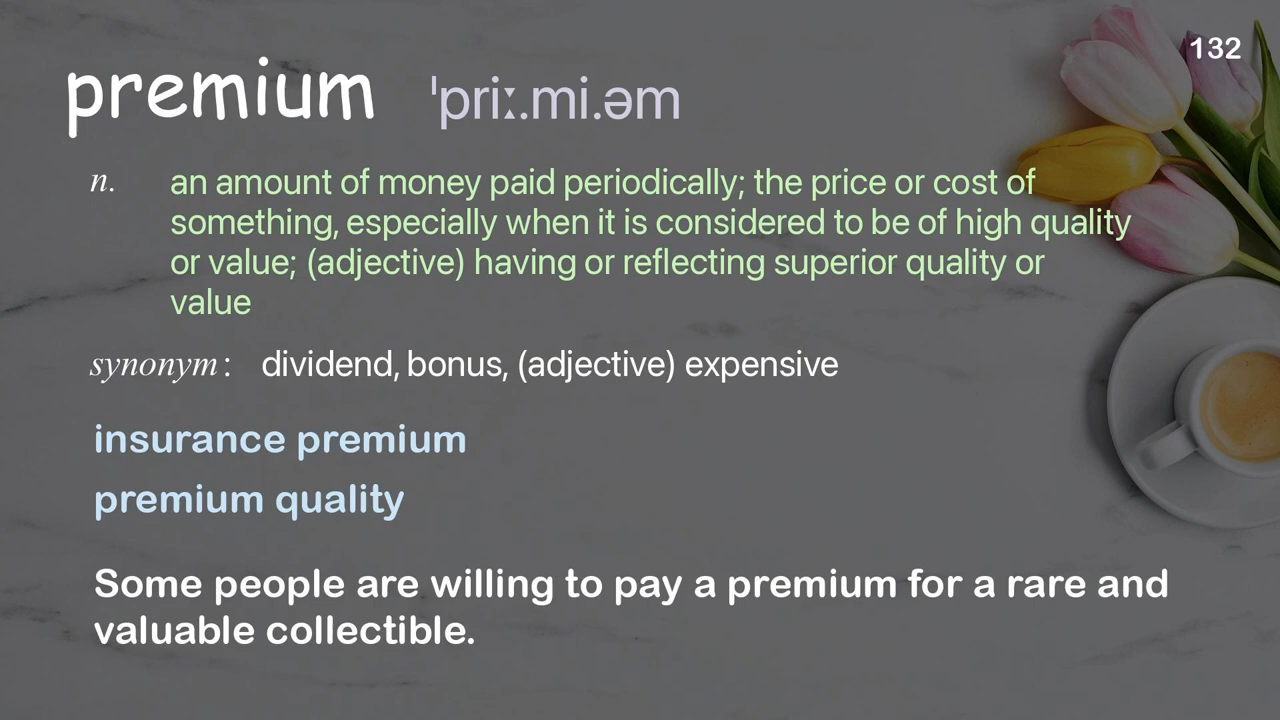 132
premium ˈpriː.mi.əm
n. an amount of money paid periodically; the price or cost of
something, especially when it is considered to be of high quality
or value; (adjective) having or reflecting superior quality or
value
synonym: dividend, bonus, (adjective) expensive
insurance premium
premium quality
Some people are willing to pay a premium for a rare and
valuable collectible.